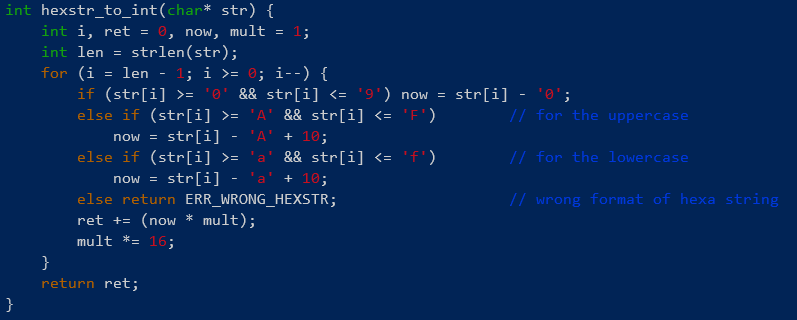 int hexstr_to_int(char* str) {
    int i, ret = 0, now, mult = 1;
    int len = strlen(str);
    for (i = len - 1; i >= 0; i--) {
        if (str[i] >= '0' && str[i] <= '9') now = str[i] - '0';
        else if (str[i] >= 'A' && str[i] <= 'F')        // for the uppercase
            now = str[i] - 'A' + 10;
        else if (str[i] >= 'a' && str[i] <= 'f')        // for the lowercase
            now = str[i] - 'a' + 10;
        else return ERR_WRONG_HEXSTR;                   // wrong format of hexa string
        ret += (now * mult);
        mult *= 16;
    }
    return ret;
}